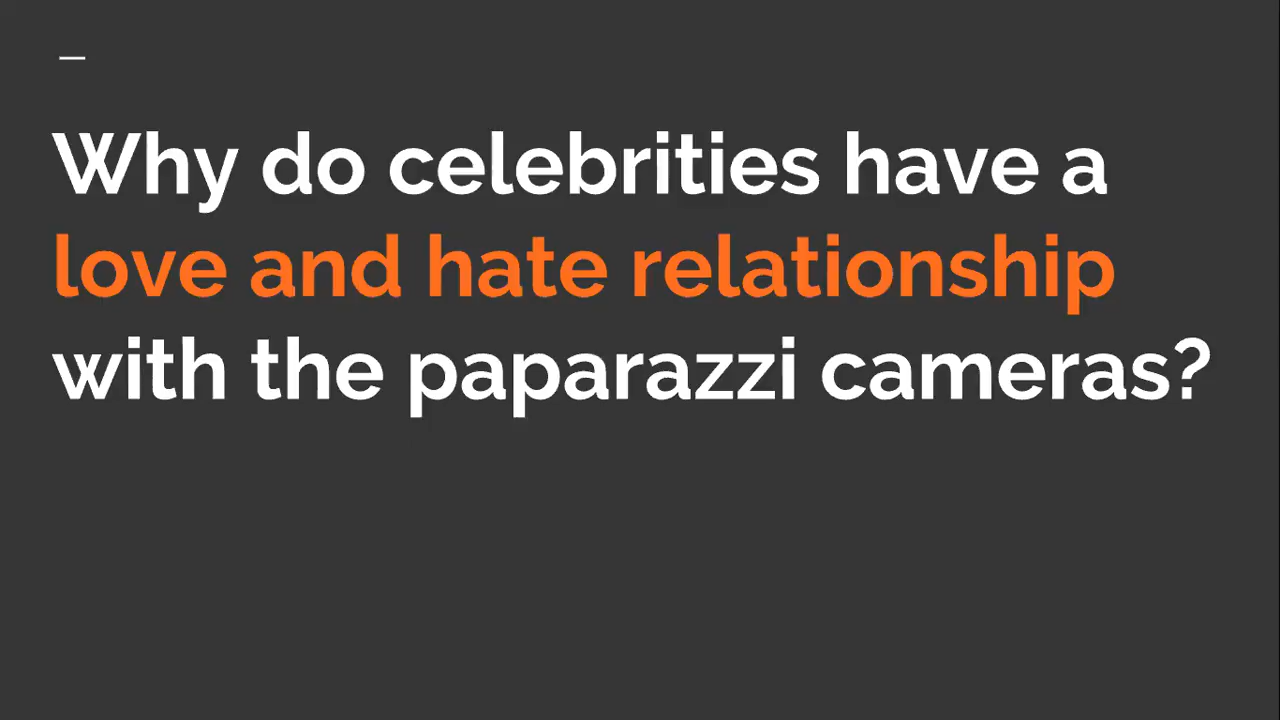 Why do celebrities have a
love and hate relationship
with the paparazzi cameras?